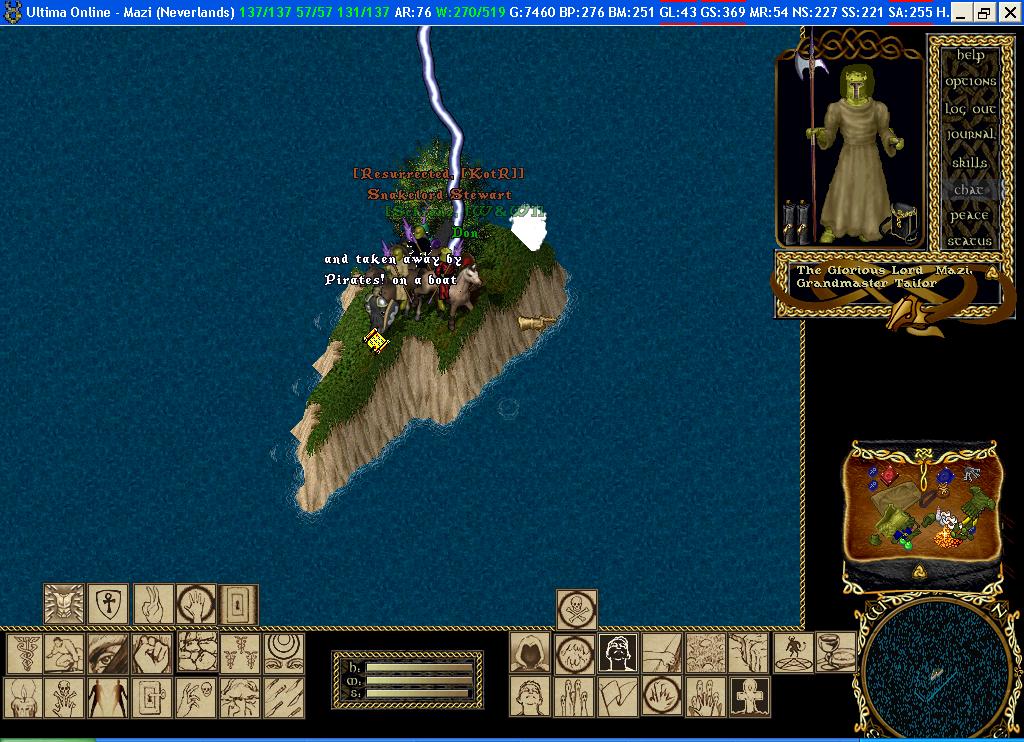 Ultima Online - Mazi (Neverlands) 137/137 57/57 131/137 AR:76 W:270/519 G:7460 BP:276 BM:251 GL:43 GS:369 MR:54 NS:227 SS:221 SA:255 H.
[Resurrected, [KotR]]
Snakelord Stewart
Don
and taken away by
Pirates! on a boat
HELP
OPTIONS
LOG OUT
JOURNAL
SKILLS
CHAT
PEACE
STATUS
The Glorious Lord Mazi,
Grandmaster Tailor
h:
m:
s:
W
N